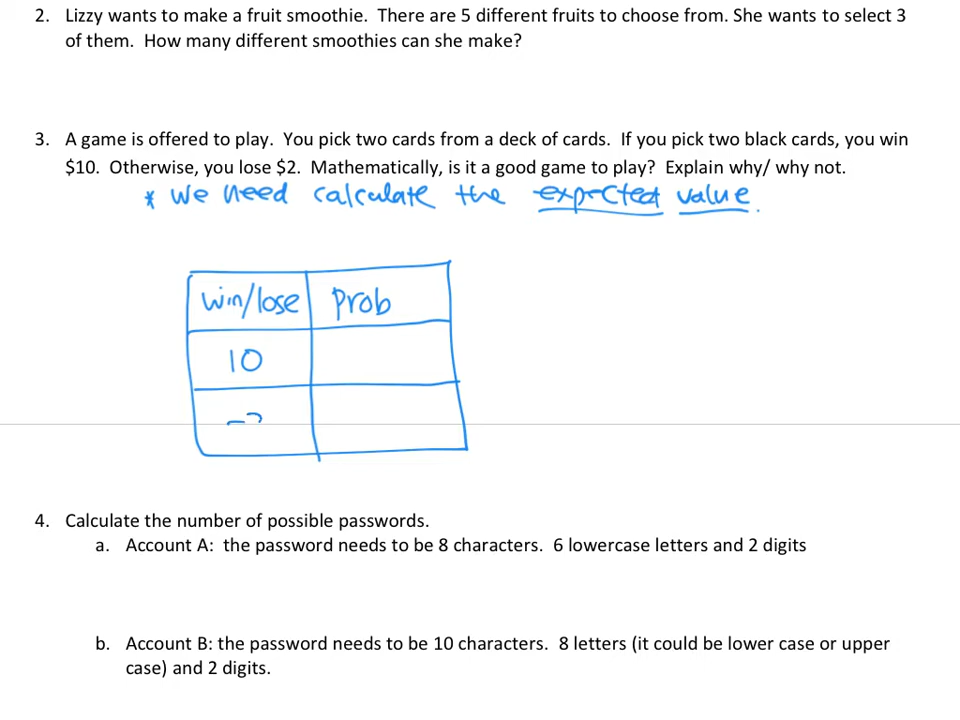 2. Lizzy wants to make a fruit smoothie. There are 5 different fruits to choose from. She wants to select 3
of them. How many different smoothies can she make?
3. A game is offered to play. You pick two cards from a deck of cards. If you pick two black cards, you win
$10. Otherwise, you lose $2. Mathematically, is it a good game to play? Explain why/ why not.
* We need calculate the expected value.
win/lose prob
10
4. Calculate the number of possible passwords.
a. Account A: the password needs to be 8 characters. 6 lowercase letters and 2 digits
b. Account B: the password needs to be 10 characters. 8 letters (it could be lower case or upper
case) and 2 digits.